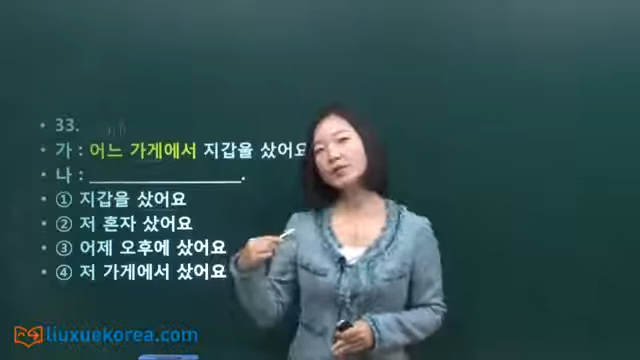 33.
가 : 어느 가게에서 지갑을 샀어요
나 : ____________________.
① 지갑을 샀어요
② 저 혼자 샀어요
③ 어제 오후에 샀어요
④ 저 가게에서 샀어요
liuxuekorea.com